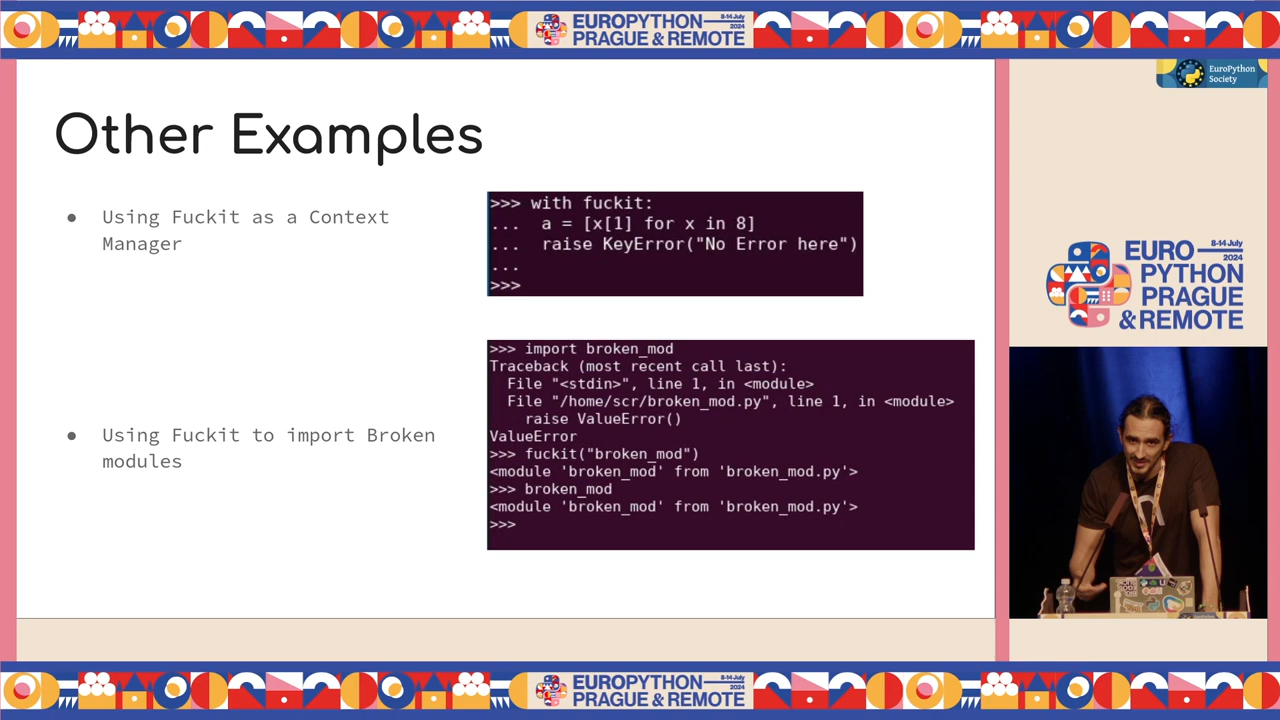 EUROPYTHON
8-14 July
2024
PRAGUE & REMOTE
EuroPython
Society
Other Examples
● Using Fuckit as a Context
Manager
>>> with fuckit:
... a = [x[1] for x in 8]
... raise KeyError("No Error here")
...
>>>
● Using Fuckit to import Broken
modules
>>> import broken_mod
Traceback (most recent call last):
File "<stdin>", line 1, in <module>
File "/home/scr/broken_mod.py", line 1, in <module>
raise ValueError()
ValueError
>>> fuckit("broken_mod")
<module 'broken_mod' from 'broken_mod.py'>
>>> broken_mod
<module 'broken_mod' from 'broken_mod.py'>
>>>
EURO
8-14 July
2024
PYTHON
PRAGUE
& REMOTE
EUROPYTHON
8-14 July
2024
PRAGUE & REMOTE